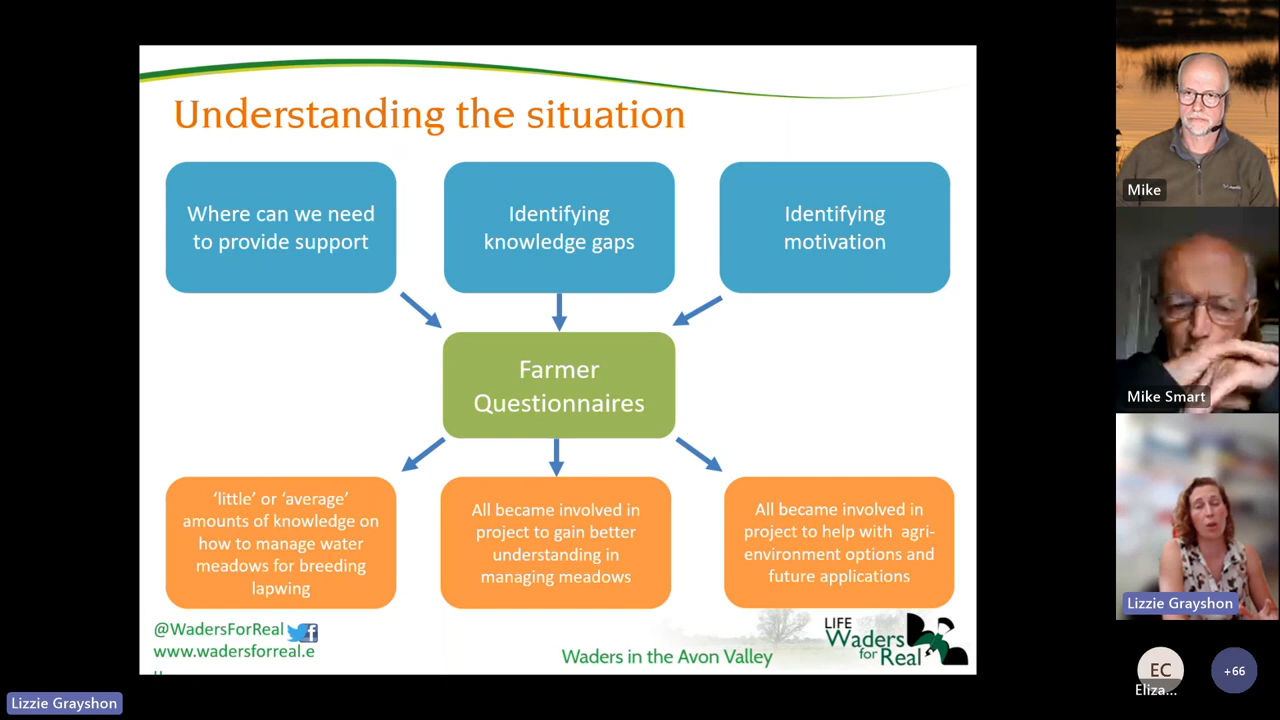 Understanding the situation
Where can we need
to provide support
Identifying
knowledge gaps
Identifying
motivation
Farmer
Questionnaires
'little' or 'average'
amounts of knowledge on
how to manage water
meadows for breeding
lapwing
All became involved in
project to gain better
understanding in
managing meadows
All became involved in
project to help with agri-
environment options and
future applications
@WadersForReal
www.wadersforreal.e
Waders in the Avon Valley
LIFE
Waders
for Real
Mike
Mike Smart
Lizzie Grayshon
EC
Eliza...
+66
Lizzie Grayshon